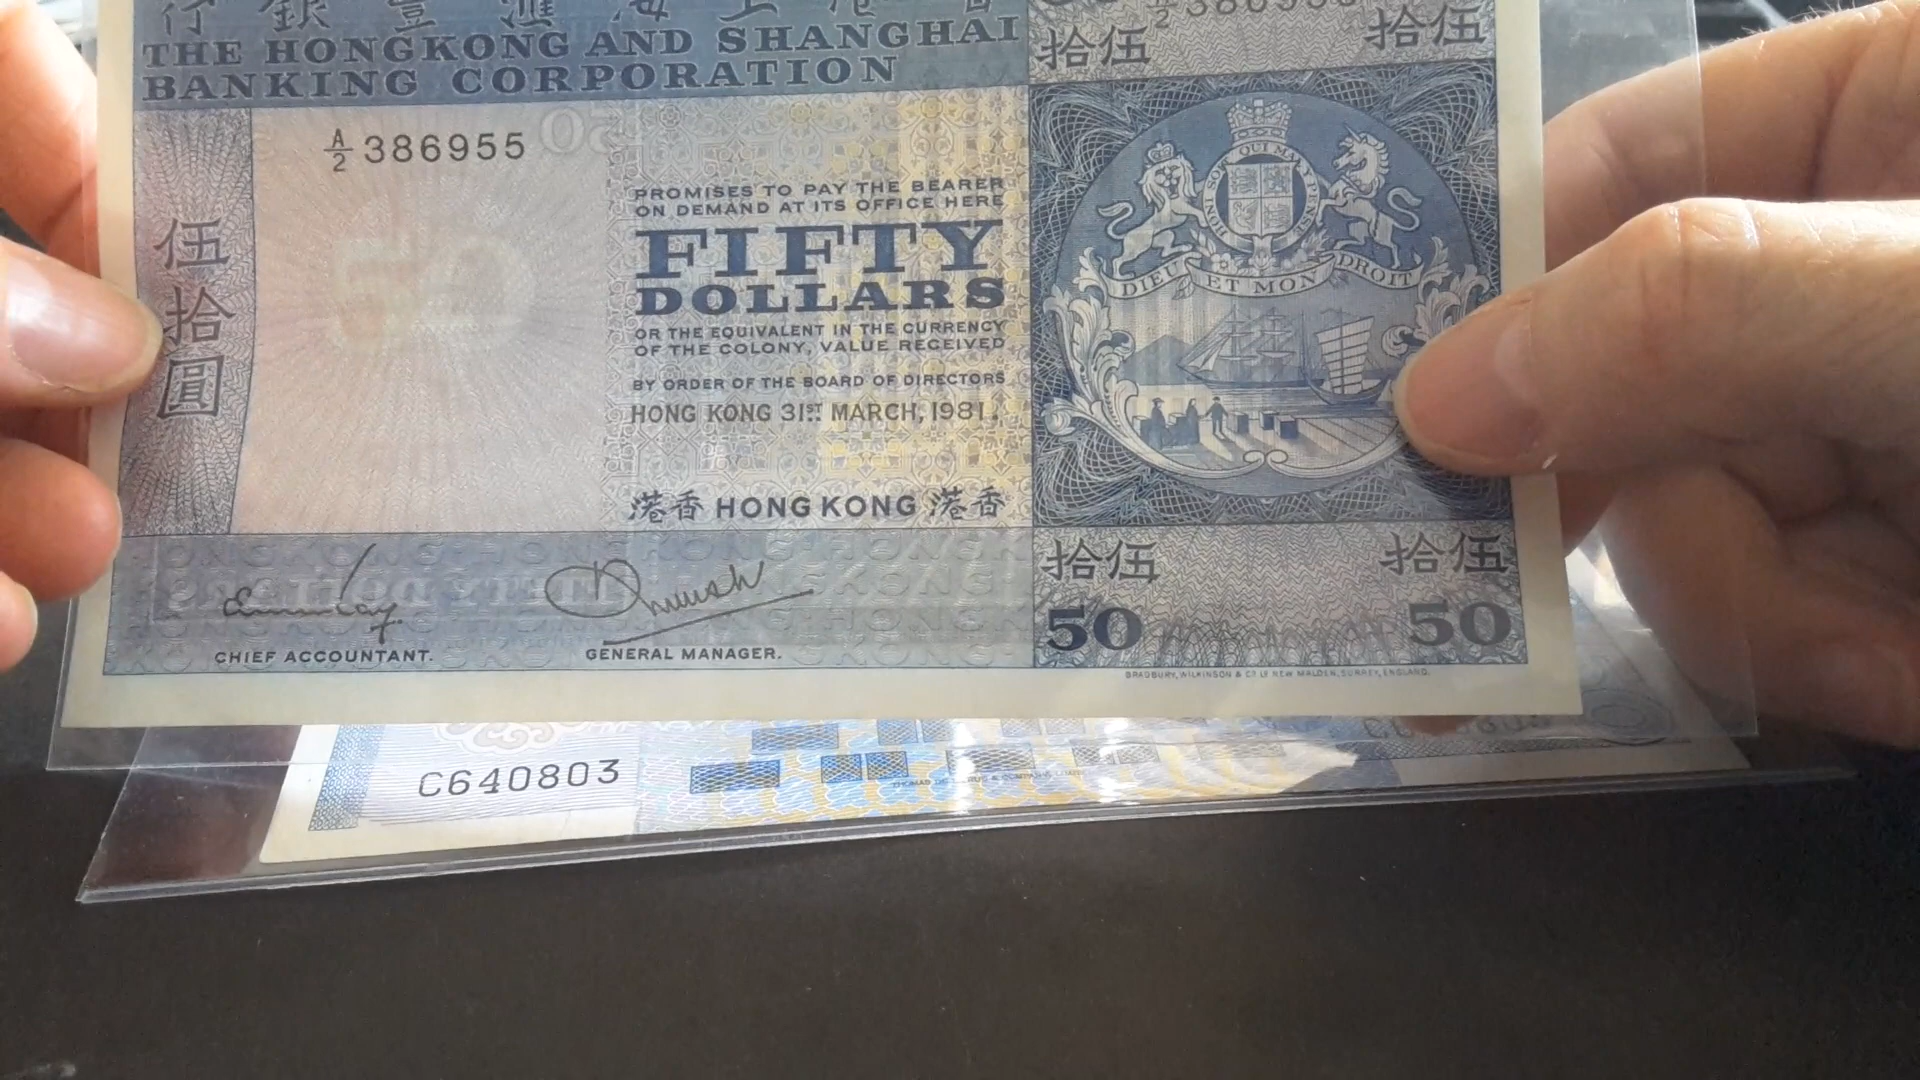 行銀豐滙海上港香
THE HONGKONG AND SHANGHAI
BANKING CORPORATION
拾伍 拾伍
A/2 386955
伍拾圓
PROMISES TO PAY THE BEARER
ON DEMAND AT ITS OFFICE HERE
FIFTY
DOLLARS
OR THE EQUIVALENT IN THE CURRENCY
OF THE COLONY, VALUE RECEIVED
BY ORDER OF THE BOARD OF DIRECTORS
HONG KONG 31ST MARCH, 1981.
港香 HONG KONG 港香
DIEU ET MON DROIT
拾伍 拾伍
50 50
CHIEF ACCOUNTANT.
GENERAL MANAGER.
BRADBURY, WILKINSON & CO. LD NEW MALDEN, SURREY, ENGLAND.
C640803